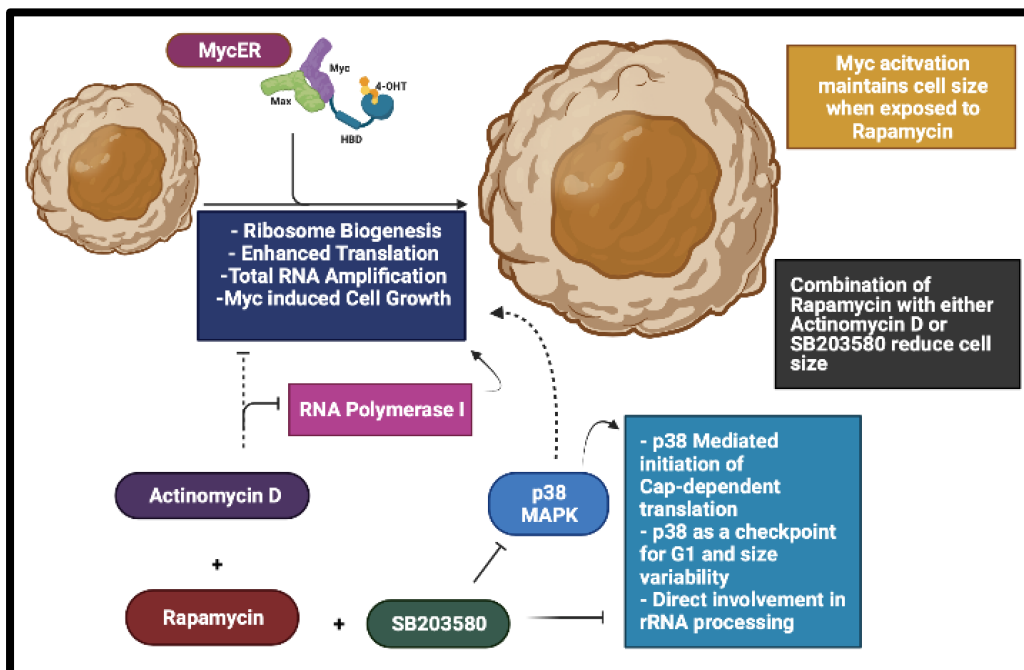 MycER
Myc
Max
4-OHT
HBD
Myc acitvation
maintains cell size
when exposed to
Rapamycin
- Ribosome Biogenesis
- Enhanced Translation
-Total RNA Amplification
-Myc induced Cell Growth
Combination of
Rapamycin with either
Actinomycin D or
SB203580 reduce cell
size
RNA Polymerase I
- p38 Mediated
initiation of
Cap-dependent
translation
- p38 as a checkpoint
for G1 and size
variability
- Direct involvement in
rRNA processing
p38
MAPK
Actinomycin D
+
Rapamycin
+
SB203580